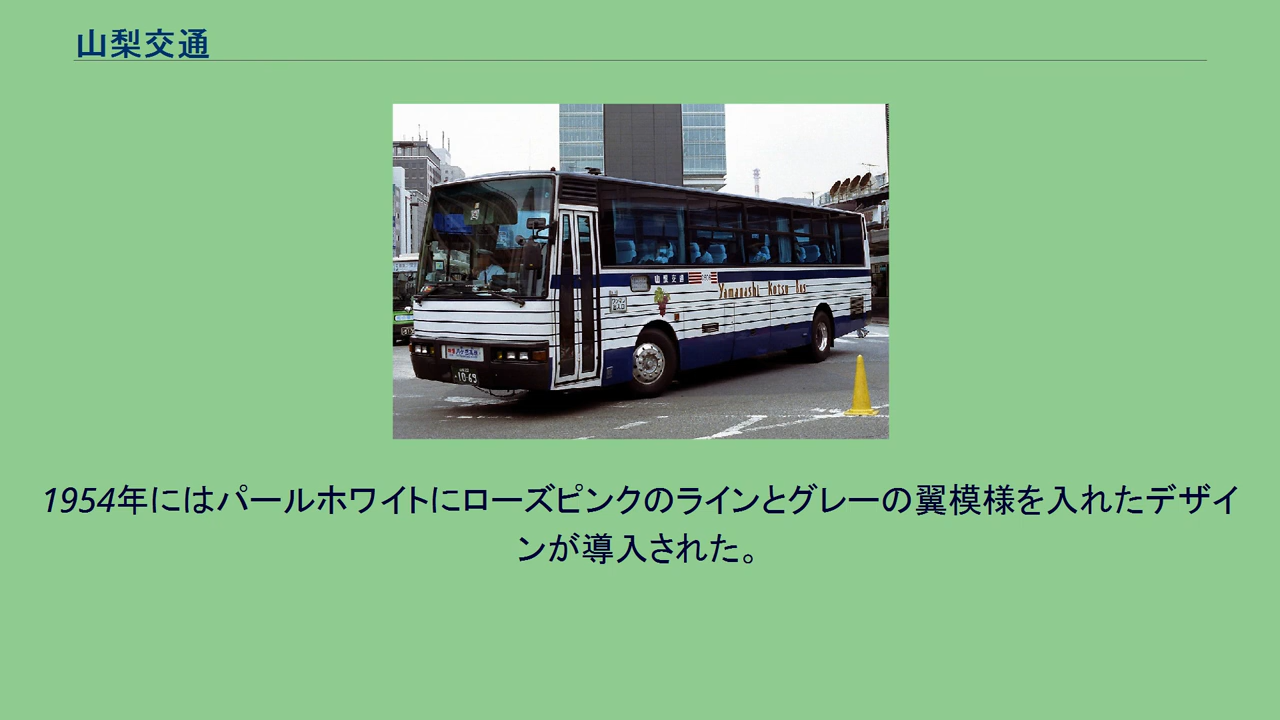 山梨交通
山梨交通
Yamanashi Kotsu Bus
10-69
1954年にはパールホワイトにローズピンクのラインとグレーの翼模様を入れたデザイ
ンが導入された。